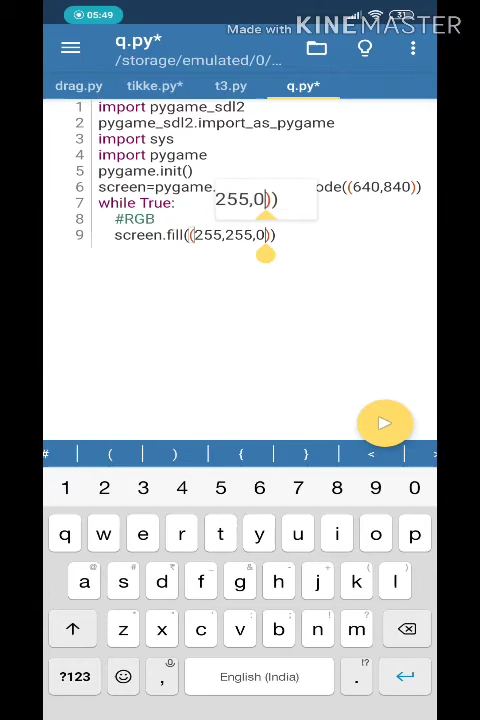 05:49
31
Made with KINEMASTER
q.py*
/storage/emulated/0/...
drag.py tikke.py* t3.py q.py*
1 import pygame_sdl2
2 pygame_sdl2.import_as_pygame
3 import sys
4 import pygame
5 pygame.init()
6 screen=pygame. ode((640,840))
255,0))
7 while True:
8 #RGB
9 screen.fill((255,255,0))
# ( ) { } < >
1 2 3 4 5 6 7 8 9 0
q w e r t y u i o p
@ # ₹ _ & - + ( )
a s d f g h j k l
* " ' : ; ! ?
z x c v b n m
!?
?123 , English (India) .